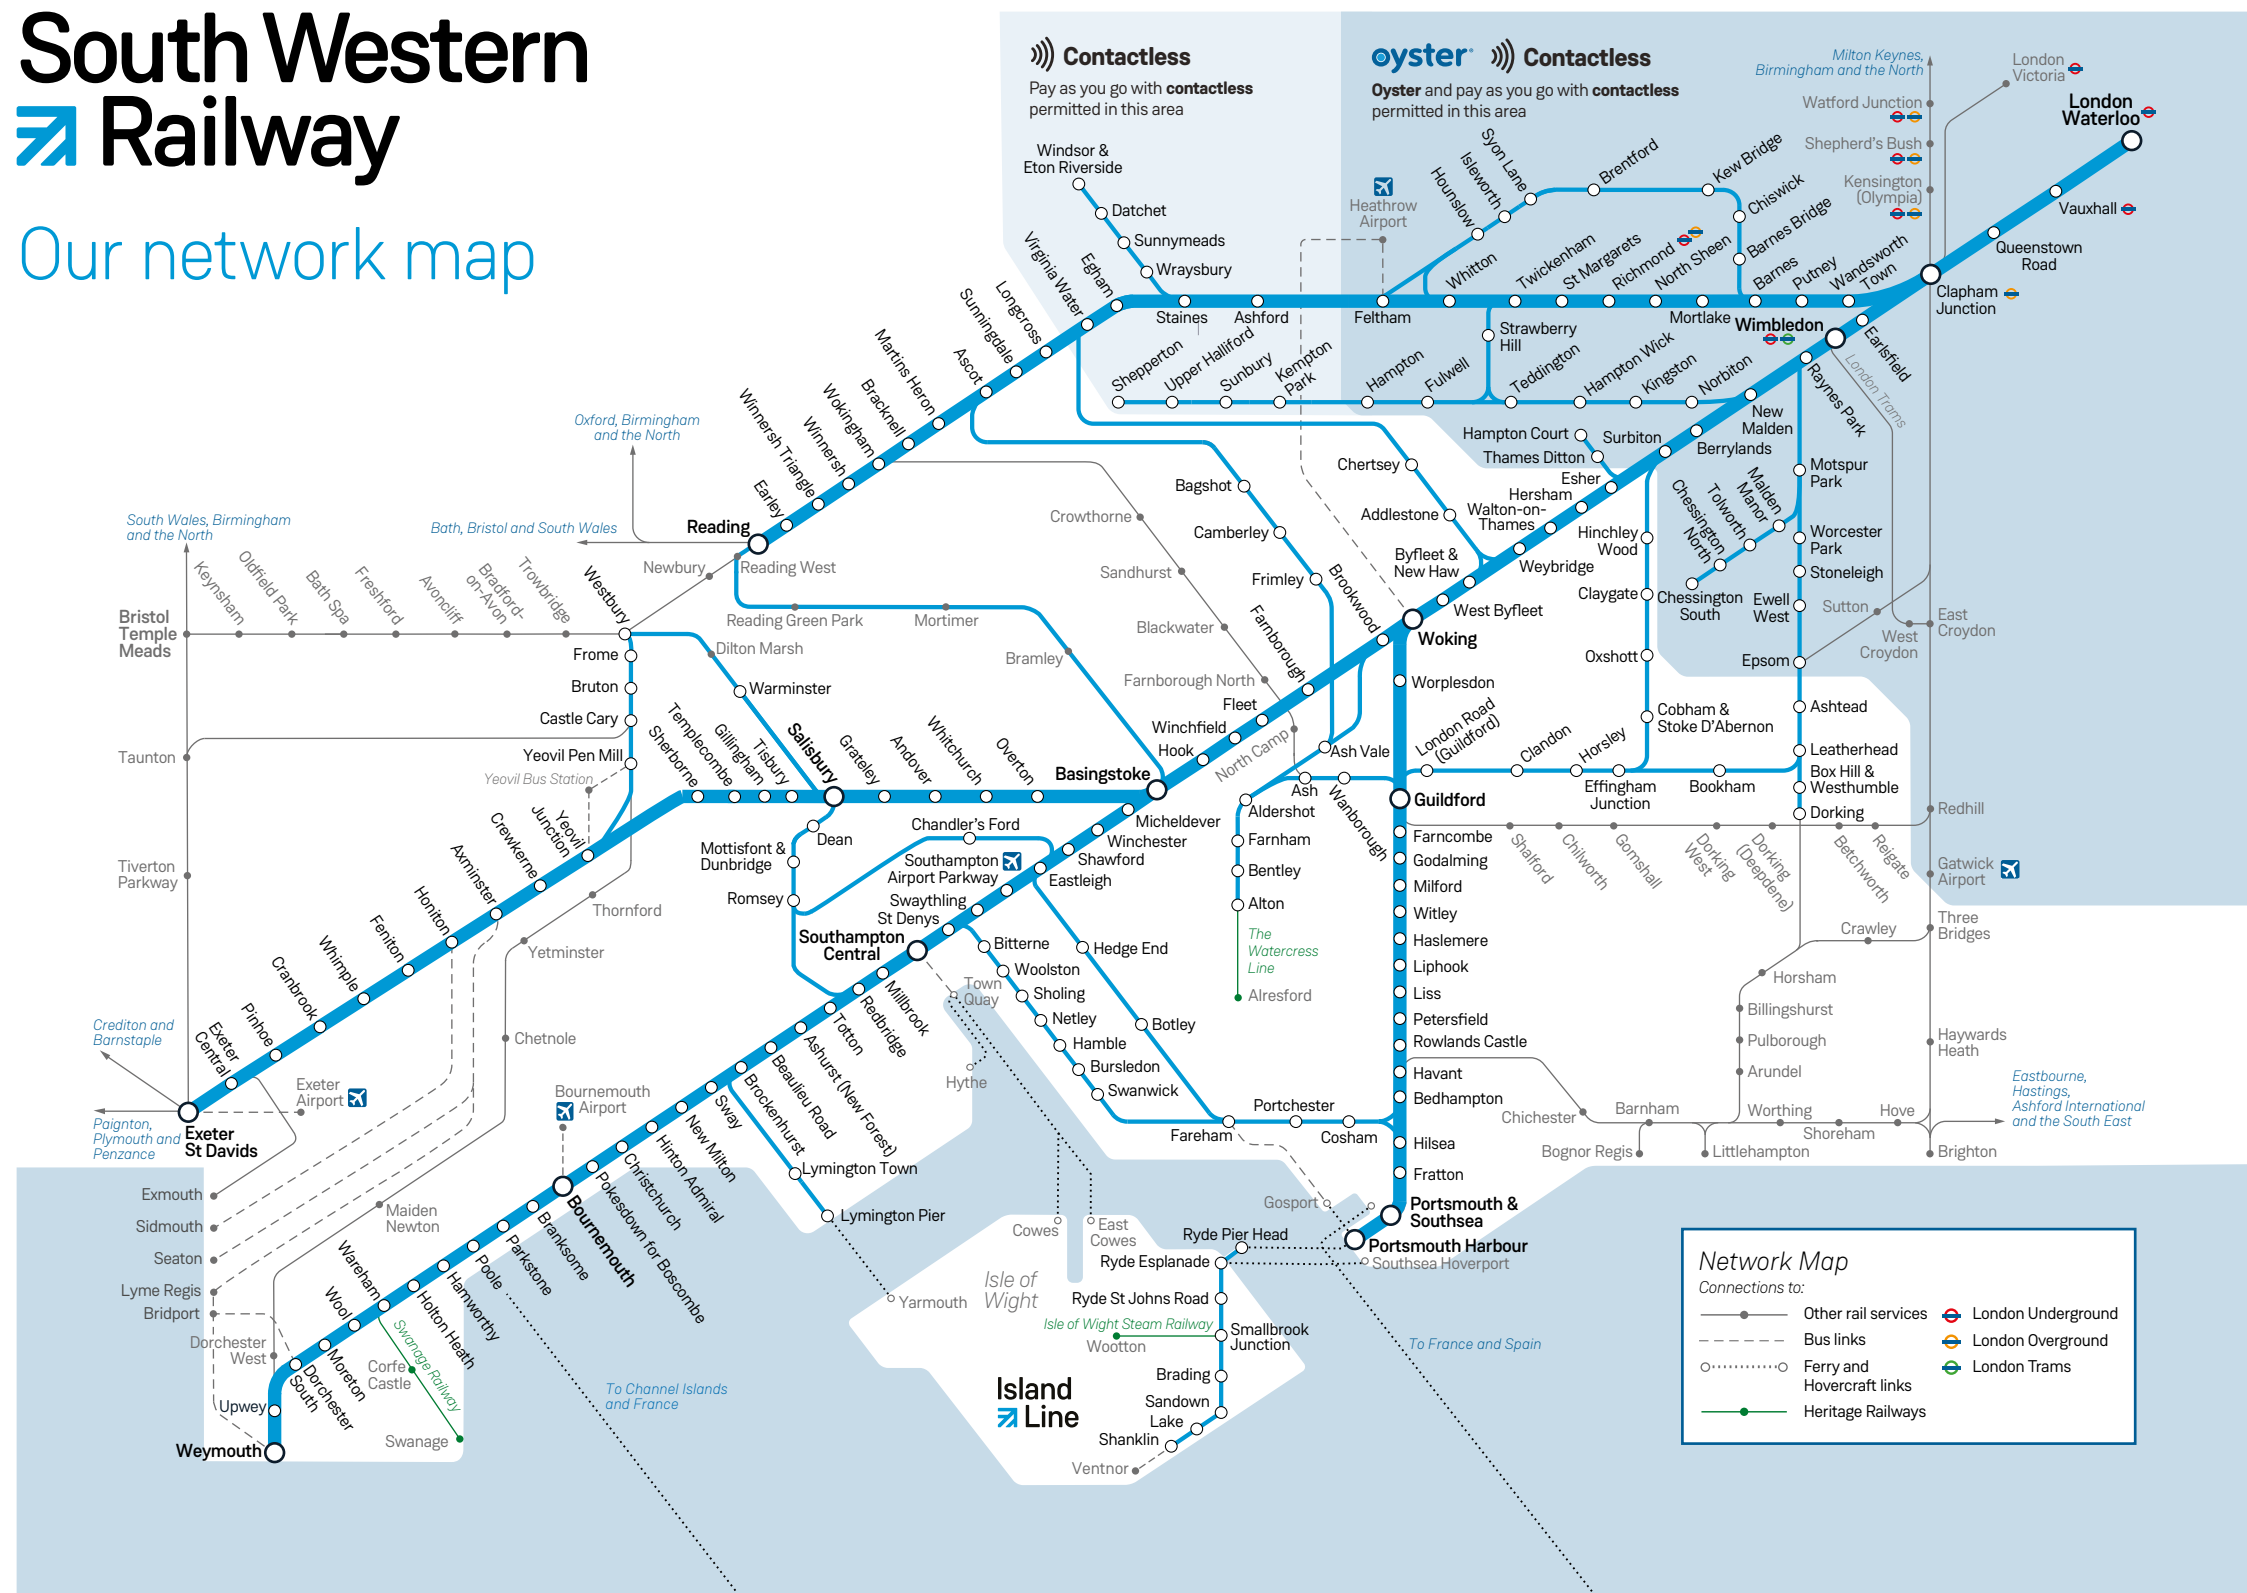 South Western
Railway
Our network map
Contactless
Pay as you go with contactless
permitted in this area
oyster
Contactless
Oyster and pay as you go with contactless
permitted in this area
Milton Keynes,
Birmingham and the North
London
Victoria
Watford Junction
Shepherd's Bush
Kensington
(Olympia)
London
Waterloo
Vauxhall
Queenstown
Road
Clapham
Junction
Windsor &
Eton Riverside
Datchet
Sunnymeads
Wraysbury
Heathrow
Airport
Hounslow
Isleworth
Syon Lane
Brentford
Kew Bridge
Chiswick
Barnes Bridge
Virginia Water
Egham
Staines
Ashford
Feltham
Whitton
Twickenham
St Margarets
Richmond
North Sheen
Mortlake
Barnes
Putney
Wandsworth
Town
Wimbledon
Earlsfield
London Trams
Raynes Park
Strawberry
Hill
Shepperton
Upper Halliford
Sunbury
Kempton
Park
Hampton
Fulwell
Teddington
Hampton Wick
Kingston
Norbiton
New
Malden
Berrylands
Surbiton
Hampton Court
Thames Ditton
Esher
Hersham
Walton-on-
Thames
Weybridge
Byfleet &
New Haw
West Byfleet
Woking
Chertsey
Addlestone
Longcross
Sunningdale
Ascot
Martins Heron
Bracknell
Wokingham
Winnersh
Winnersh Triangle
Earley
Reading
Oxford, Birmingham
and the North
Bath, Bristol and South Wales
South Wales, Birmingham
and the North
Bagshot
Camberley
Frimley
Brookwood
Farnborough
Crowthorne
Sandhurst
Blackwater
Farnborough North
North Camp
Newbury
Reading West
Reading Green Park
Mortimer
Bramley
Bristol
Temple
Meads
Keynsham
Oldfield Park
Bath Spa
Freshford
Avoncliff
Bradford-
on-Avon
Trowbridge
Westbury
Frome
Bruton
Castle Cary
Yeovil Pen Mill
Yeovil Bus Station
Dilton Marsh
Warminster
Taunton
Tiverton
Parkway
Hinchley
Wood
Claygate
Oxshott
Cobham &
Stoke D'Abernon
Malden
Manor
Tolworth
Chessington
North
Chessington
South
Motspur
Park
Worcester
Park
Stoneleigh
Ewell
West
Epsom
Sutton
West
Croydon
East
Croydon
Ashtead
Leatherhead
Box Hill &
Westhumble
Dorking
Worplesdon
London Road
(Guildford)
Clandon
Horsley
Effingham
Junction
Bookham
Guildford
Fleet
Winchfield
Hook
Basingstoke
Overton
Whitchurch
Andover
Grateley
Salisbury
Tisbury
Gillingham
Templecombe
Sherborne
Yeovil
Junction
Crewkerne
Axminster
Honiton
Feniton
Whimple
Cranbrook
Pinhoe
Exeter
Central
Exeter
St Davids
Exeter
Airport
Crediton and
Barnstaple
Paignton,
Plymouth and
Penzance
Ash Vale
Ash
Wanborough
Aldershot
Farnham
Bentley
Alton
The
Watercress
Line
Alresford
Farncombe
Godalming
Milford
Witley
Haslemere
Liphook
Liss
Petersfield
Rowlands Castle
Havant
Bedhampton
Hilsea
Fratton
Portsmouth &
Southsea
Portsmouth Harbour
Southsea Hoverport
Shalford
Chilworth
Gomshall
Dorking
West
Dorking
(Deepdene)
Betchworth
Reigate
Redhill
Gatwick
Airport
Three
Bridges
Crawley
Horsham
Billingshurst
Pulborough
Arundel
Haywards
Heath
Chichester
Barnham
Worthing
Shoreham
Hove
Bognor Regis
Littlehampton
Brighton
Eastbourne,
Hastings,
Ashford International
and the South East
Micheldever
Winchester
Shawford
Eastleigh
Chandler's Ford
Southampton
Airport Parkway
Swaythling
St Denys
Southampton
Central
Dean
Mottisfont &
Dunbridge
Romsey
Bitterne
Woolston
Sholing
Netley
Hamble
Bursledon
Swanwick
Hedge End
Botley
Fareham
Portchester
Cosham
Gosport
Town
Quay
Hythe
Millbrook
Redbridge
Totton
Ashurst (New Forest)
Beaulieu Road
Brockenhurst
Sway
New Milton
Hinton Admiral
Christchurch
Pokesdown for Boscombe
Bournemouth
Bournemouth
Airport
Branksome
Parkstone
Poole
Hamworthy
Holton Heath
Wareham
Wool
Moreton
Dorchester
South
Upwey
Weymouth
Dorchester
West
Lymington Town
Lymington Pier
Yarmouth
Thornford
Yetminster
Chetnole
Maiden
Newton
Exmouth
Sidmouth
Seaton
Lyme Regis
Bridport
Swanage Railway
Corfe
Castle
Swanage
To Channel Islands
and France
Cowes
East
Cowes
Isle of
Wight
Ryde Pier Head
Ryde Esplanade
Ryde St Johns Road
Isle of Wight Steam Railway
Wootton
Smallbrook
Junction
Brading
Sandown
Lake
Shanklin
Ventnor
Island
Line
To France and Spain
Network Map
Connections to:
Other rail services
Bus links
Ferry and
Hovercraft links
Heritage Railways
London Underground
London Overground
London Trams